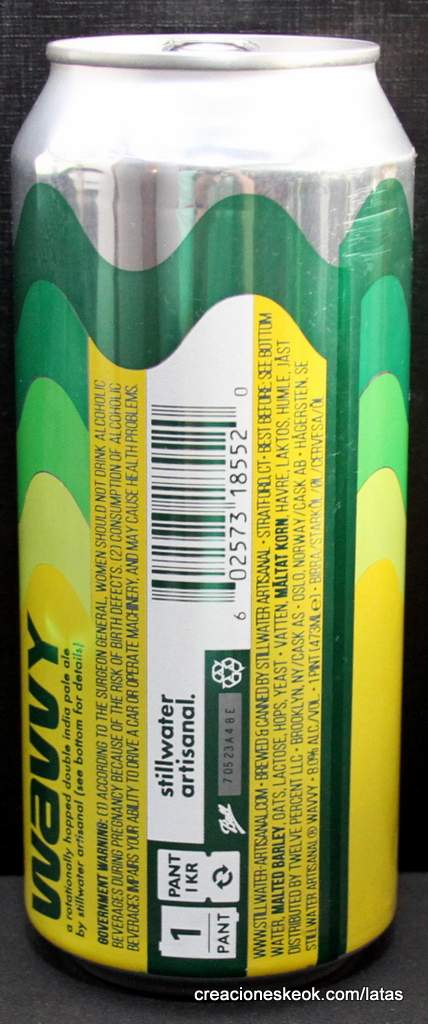 wavvy
a rotationally hopped double india pale ale
by stillwater artisanal (see bottom for details)
GOVERNMENT WARNING: (1) ACCORDING TO THE SURGEON GENERAL, WOMEN SHOULD NOT DRINK ALCOHOLIC
BEVERAGES DURING PREGNANCY BECAUSE OF THE RISK OF BIRTH DEFECTS. (2) CONSUMPTION OF ALCOHOLIC
BEVERAGES IMPAIRS YOUR ABILITY TO DRIVE A CAR OR OPERATE MACHINERY, AND MAY CAUSE HEALTH PROBLEMS.
1
PANT
PANT
1 KR
stillwater
artisanal.
6 02573 18552 0
Ball
70523A4BE
WWW.STILLWATER-ARTISANAL.COM • BREWED & CANNED BY STILLWATER ARTISANAL • STRATFORD, CT • BEST BEFORE: SEE BOTTOM
WATER, MALTED BARLEY, OATS, LACTOSE, HOPS, YEAST • VATTEN, MÄLTAT KORN, HAVRE, LAKTOS, HUMLE, JÄST
DISTRIBUTED BY TWELVE PERCENT LLC • BROOKLYN, NY/CASK AS • OSLO, NORWAY/CASK AB • HÄGERSTEN, SE
STILLWATER ARTISANAL® WAVVY • 8.0% ALC./VOL. • 1 PINT (473ML e) • BIRRA/STARKÖL/ØL/CERVESA/ÖL
creacioneskeok.com/latas